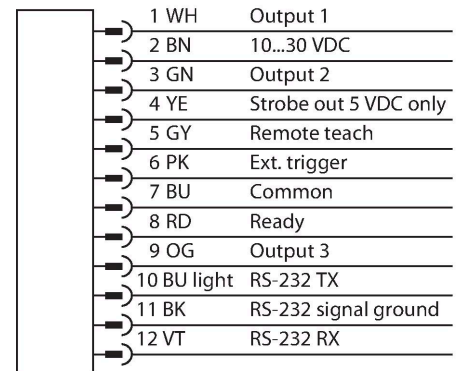 1 WH Output 1
2 BN 10...30 VDC
3 GN Output 2
4 YE Strobe out 5 VDC only
5 GY Remote teach
6 PK Ext. trigger
7 BU Common
8 RD Ready
9 OG Output 3
10 BU light RS-232 TX
11 BK RS-232 signal ground
12 VT RS-232 RX